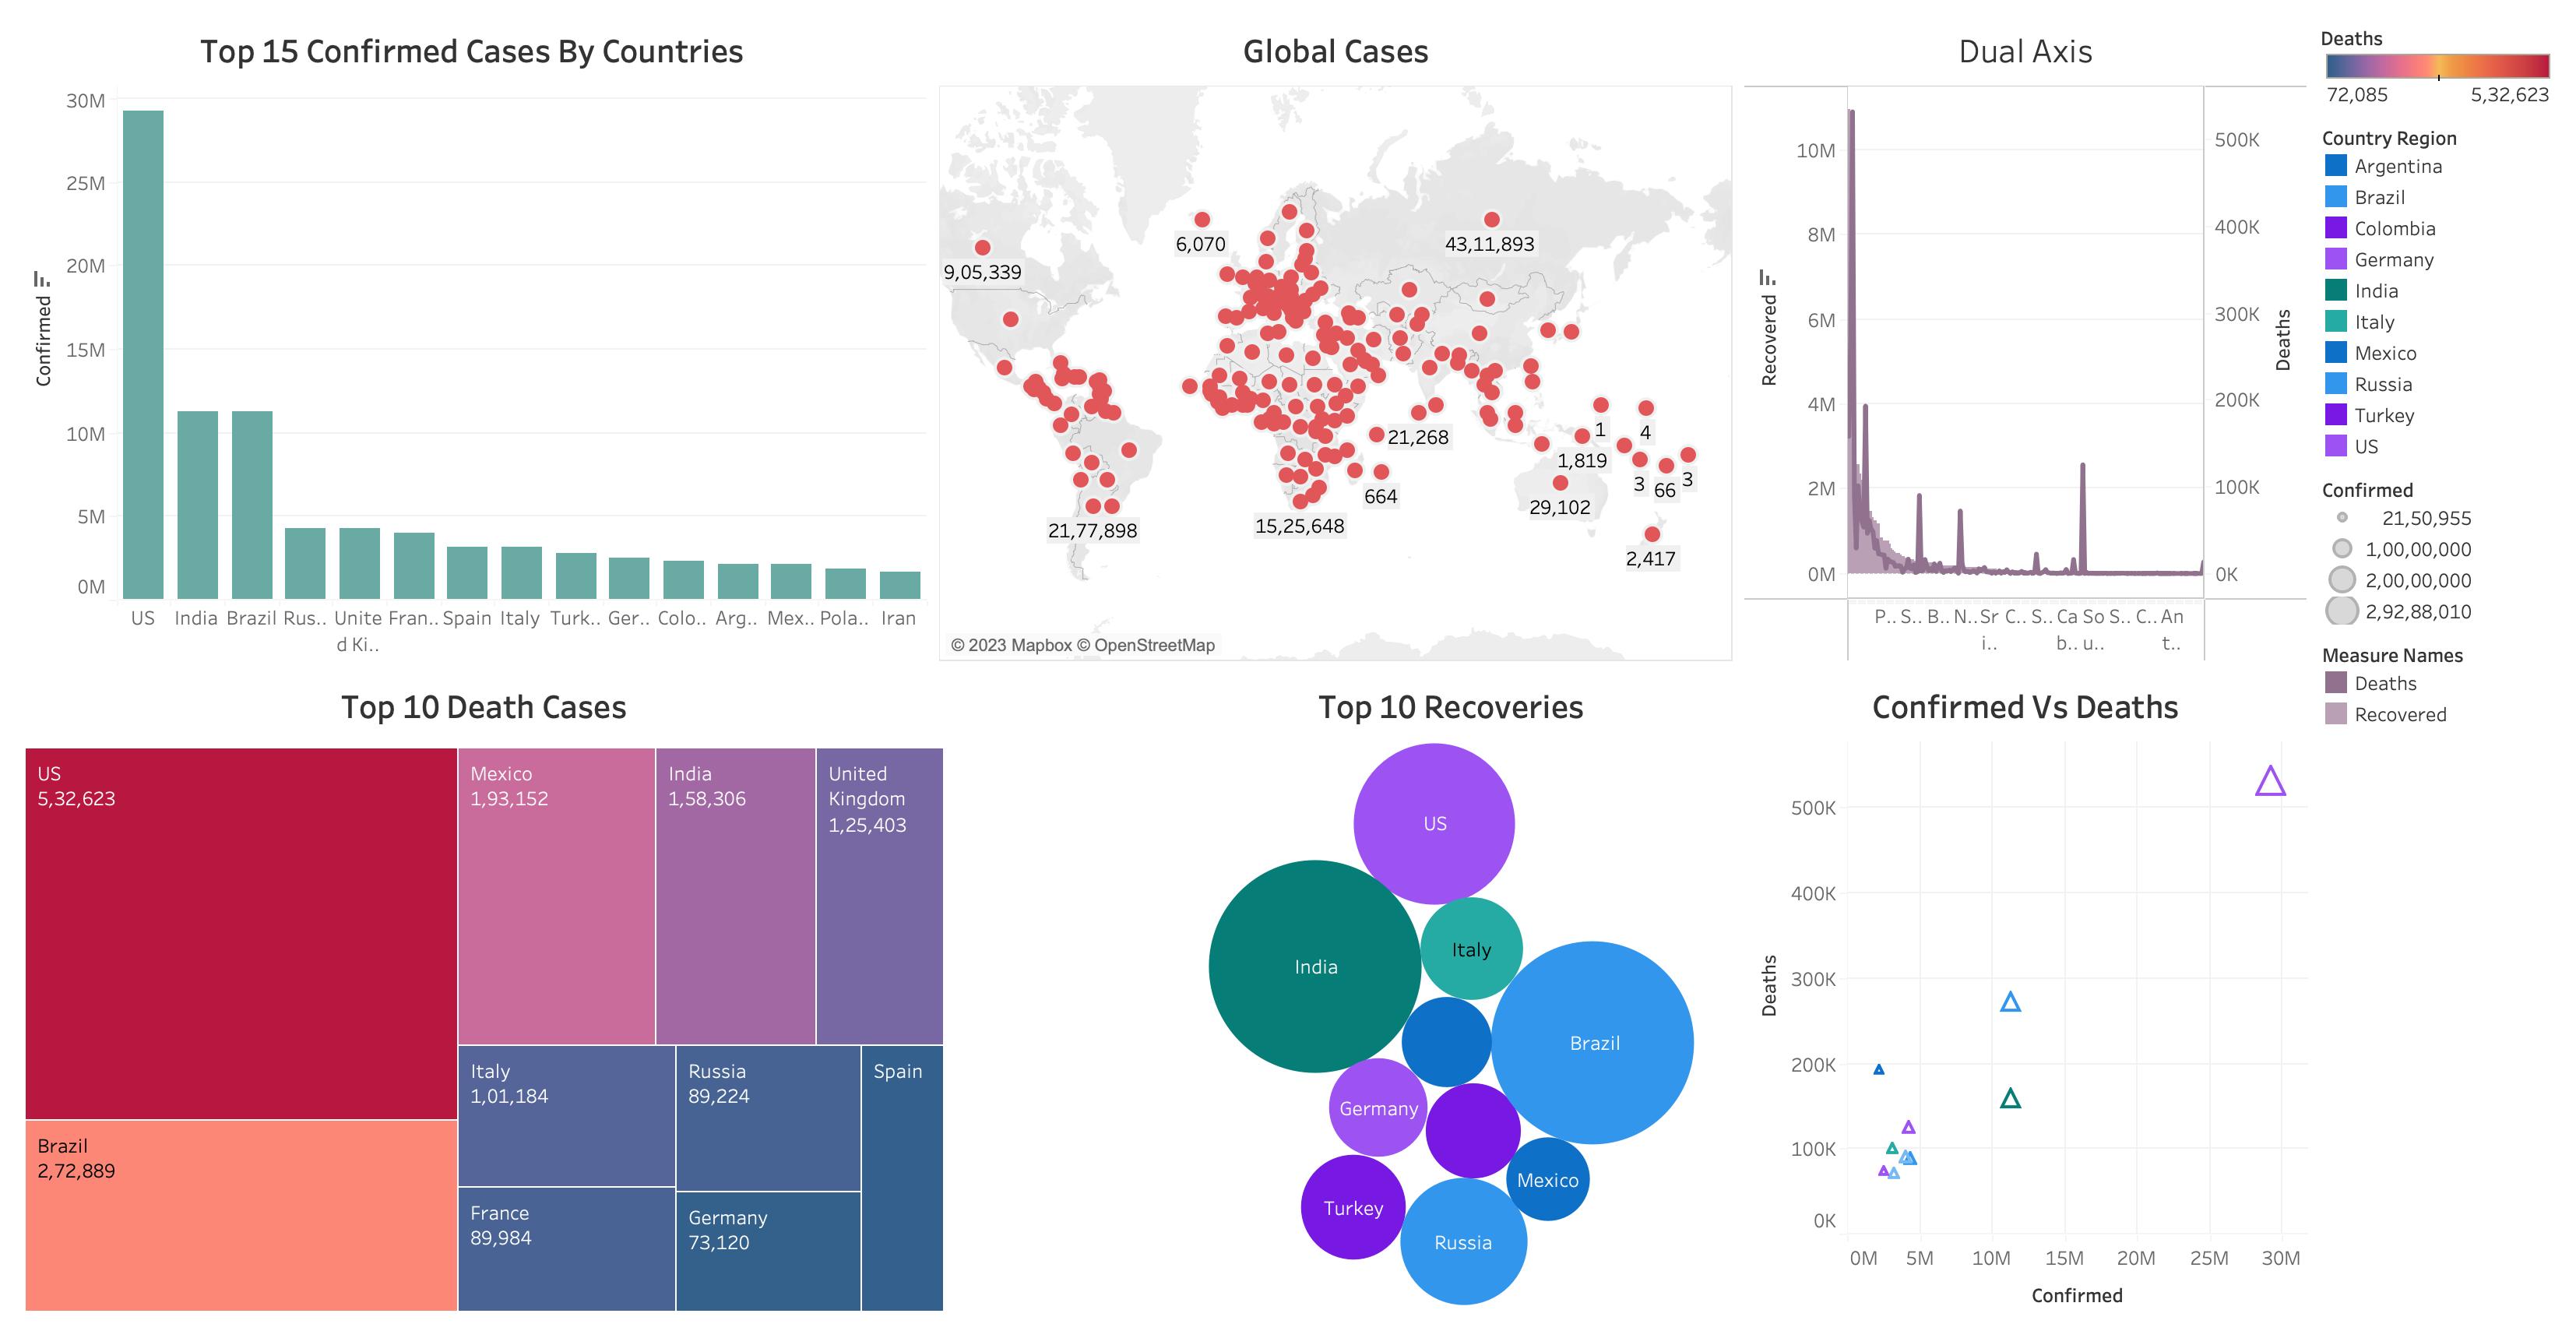 Top 15 Confirmed Cases By Countries
30M
25M
20M
15M
10M
5M
0M
Confirmed
US India Brazil Rus.. Unite Fran.. Spain Italy Turk.. Ger.. Colo.. Arg.. Mex.. Pola.. Iran
d Ki..
Global Cases
6,070
43,11,893
9,05,339
21,268
1
4
1,819
3
66
3
664
29,102
21,77,898
15,25,648
2,417
© 2023 Mapbox © OpenStreetMap
Dual Axis
10M
8M
6M
4M
2M
0M
Recovered
500K
400K
300K
200K
100K
0K
Deaths
P.. S.. B.. N.. Sr C.. S.. Ca So S.. C.. An
i.. b.. u.. t..
Deaths
72,085 5,32,623
Country Region
Argentina
Brazil
Colombia
Germany
India
Italy
Mexico
Russia
Turkey
US
Confirmed
21,50,955
1,00,00,000
2,00,00,000
2,92,88,010
Measure Names
Deaths
Recovered
Top 10 Death Cases
US
5,32,623
Brazil
2,72,889
Mexico
1,93,152
India
1,58,306
United
Kingdom
1,25,403
Italy
1,01,184
Russia
89,224
Spain
France
89,984
Germany
73,120
Top 10 Recoveries
US
Italy
India
Brazil
Germany
Mexico
Turkey
Russia
Confirmed Vs Deaths
500K
400K
300K
200K
100K
0K
Deaths
0M 5M 10M 15M 20M 25M 30M
Confirmed